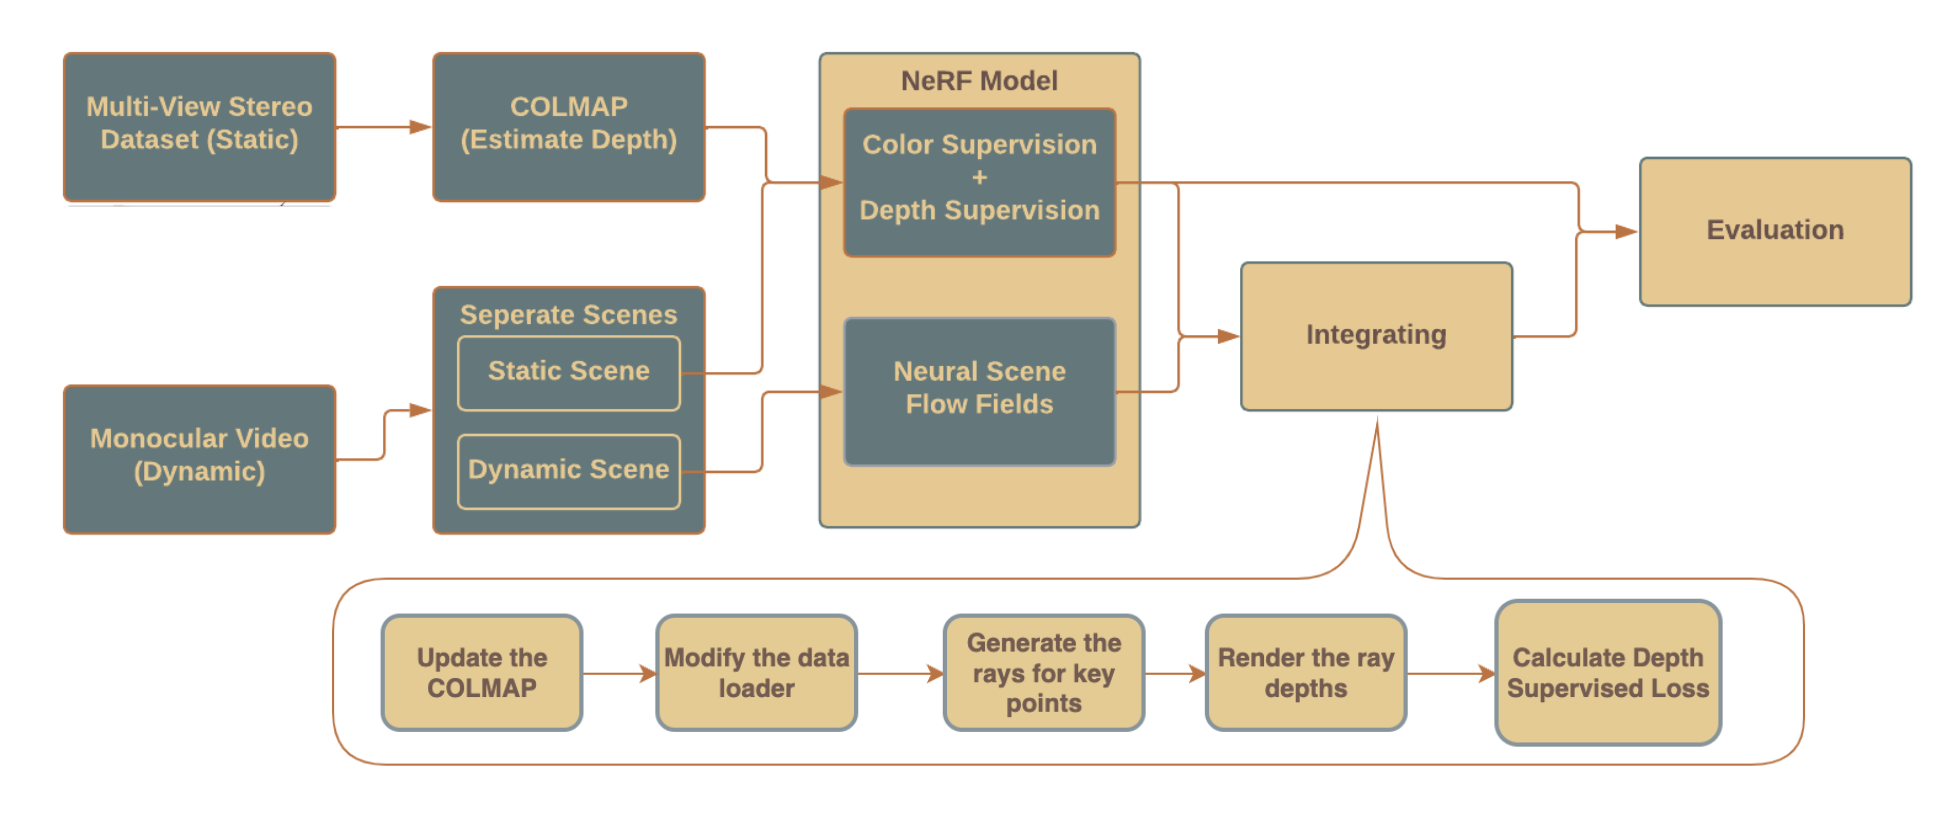 Multi-View Stereo
Dataset (Static)
COLMAP
(Estimate Depth)
NeRF Model
Color Supervision
+
Depth Supervision
Evaluation
Seperate Scenes
Static Scene
Dynamic Scene
Monocular Video
(Dynamic)
Neural Scene
Flow Fields
Integrating
Update the
COLMAP
Modify the data
loader
Generate the
rays for key
points
Render the ray
depths
Calculate Depth
Supervised Loss